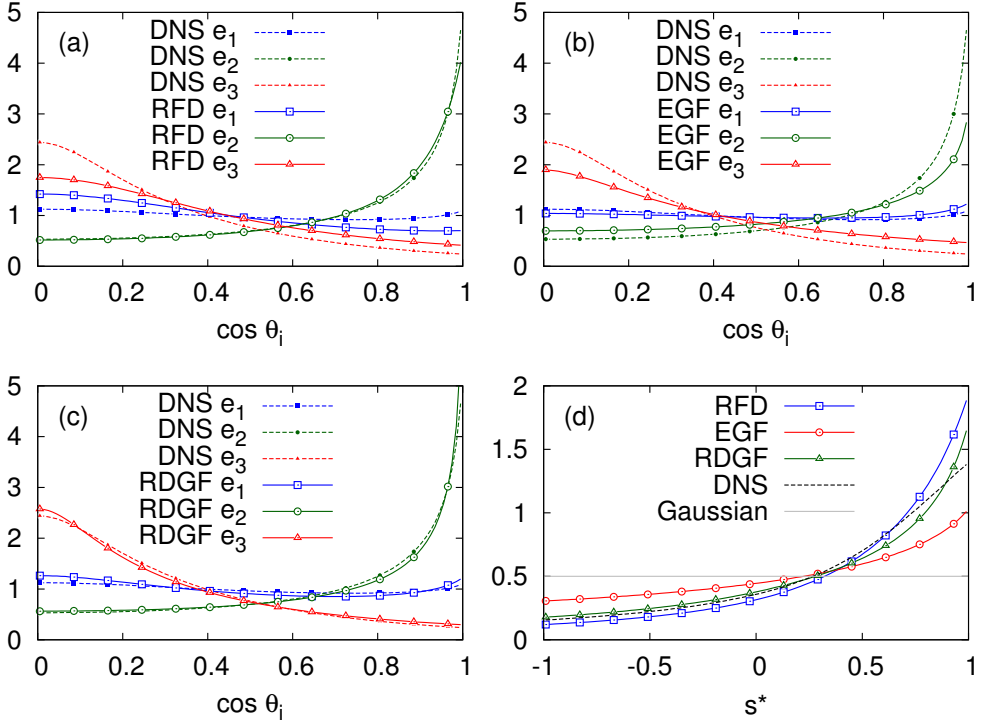 (a)
DNS e1
DNS e2
DNS e3
RFD e1
RFD e2
RFD e3
5
4
3
2
1
0
0 0.2 0.4 0.6 0.8 1
cos θi
(b)
DNS e1
DNS e2
DNS e3
EGF e1
EGF e2
EGF e3
5
4
3
2
1
0
0 0.2 0.4 0.6 0.8 1
cos θi
(c)
DNS e1
DNS e2
DNS e3
RDGF e1
RDGF e2
RDGF e3
5
4
3
2
1
0
0 0.2 0.4 0.6 0.8 1
cos θi
(d)
RFD
EGF
RDGF
DNS
Gaussian
2
1.5
1
0.5
0
-1 -0.5 0 0.5 1
s*